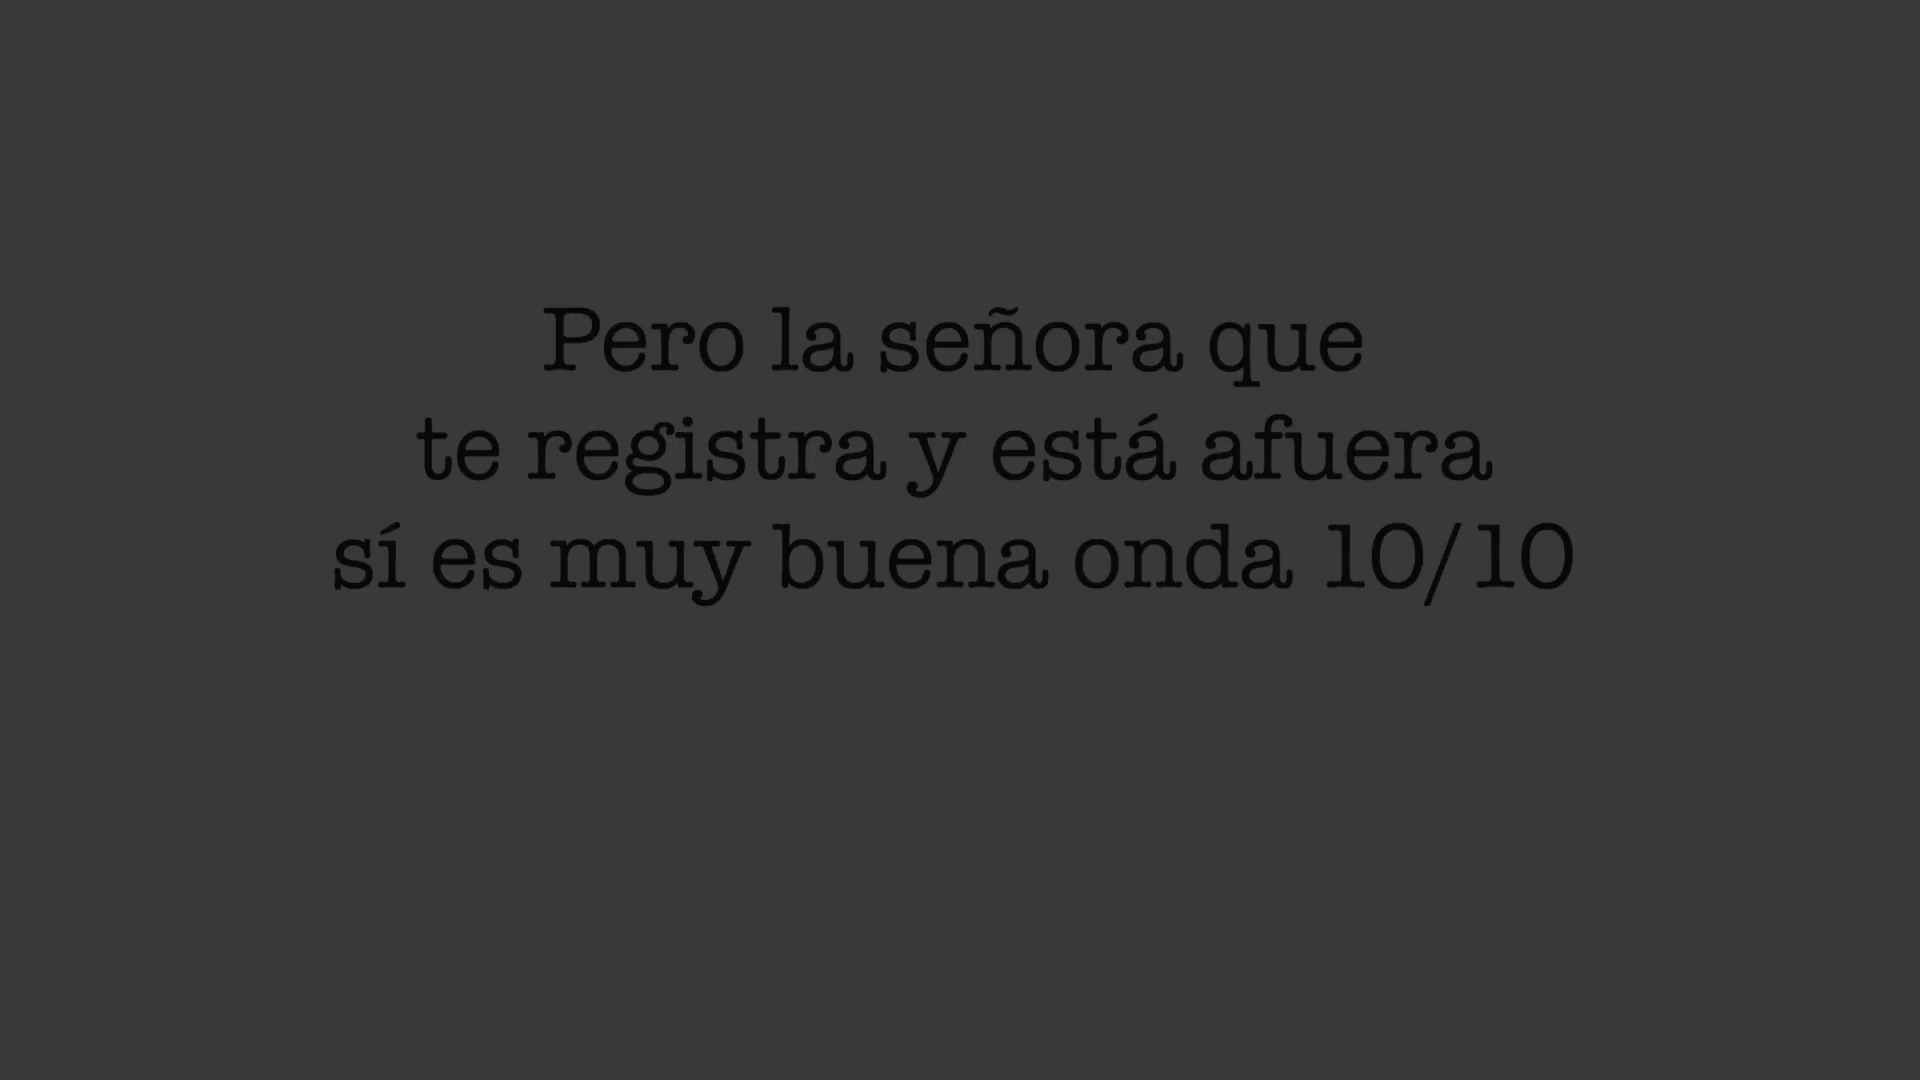 Pero la señora que
te registra y está afuera
sí es muy buena onda 10/10